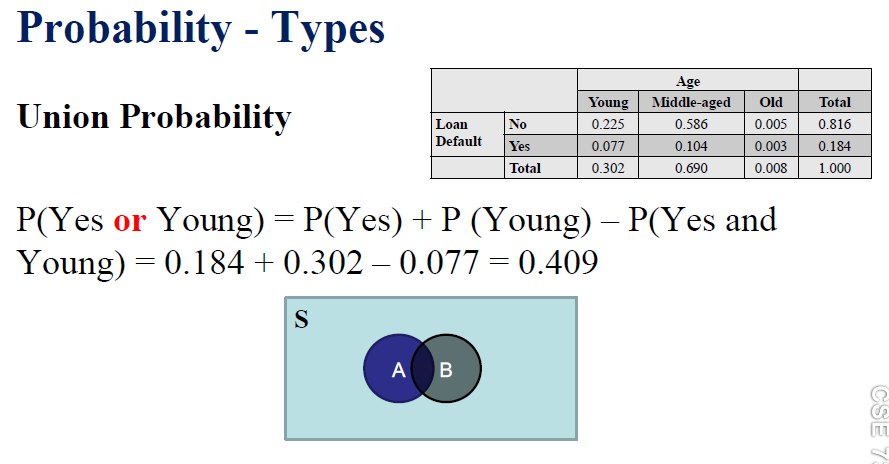 Probability - Types
Union Probability
Age
Young Middle-aged Old Total
Loan Default No 0.225 0.586 0.005 0.816
Yes 0.077 0.104 0.003 0.184
Total 0.302 0.690 0.008 1.000
P(Yes or Young) = P(Yes) + P (Young) – P(Yes and
Young) = 0.184 + 0.302 – 0.077 = 0.409
S
A B
CSE